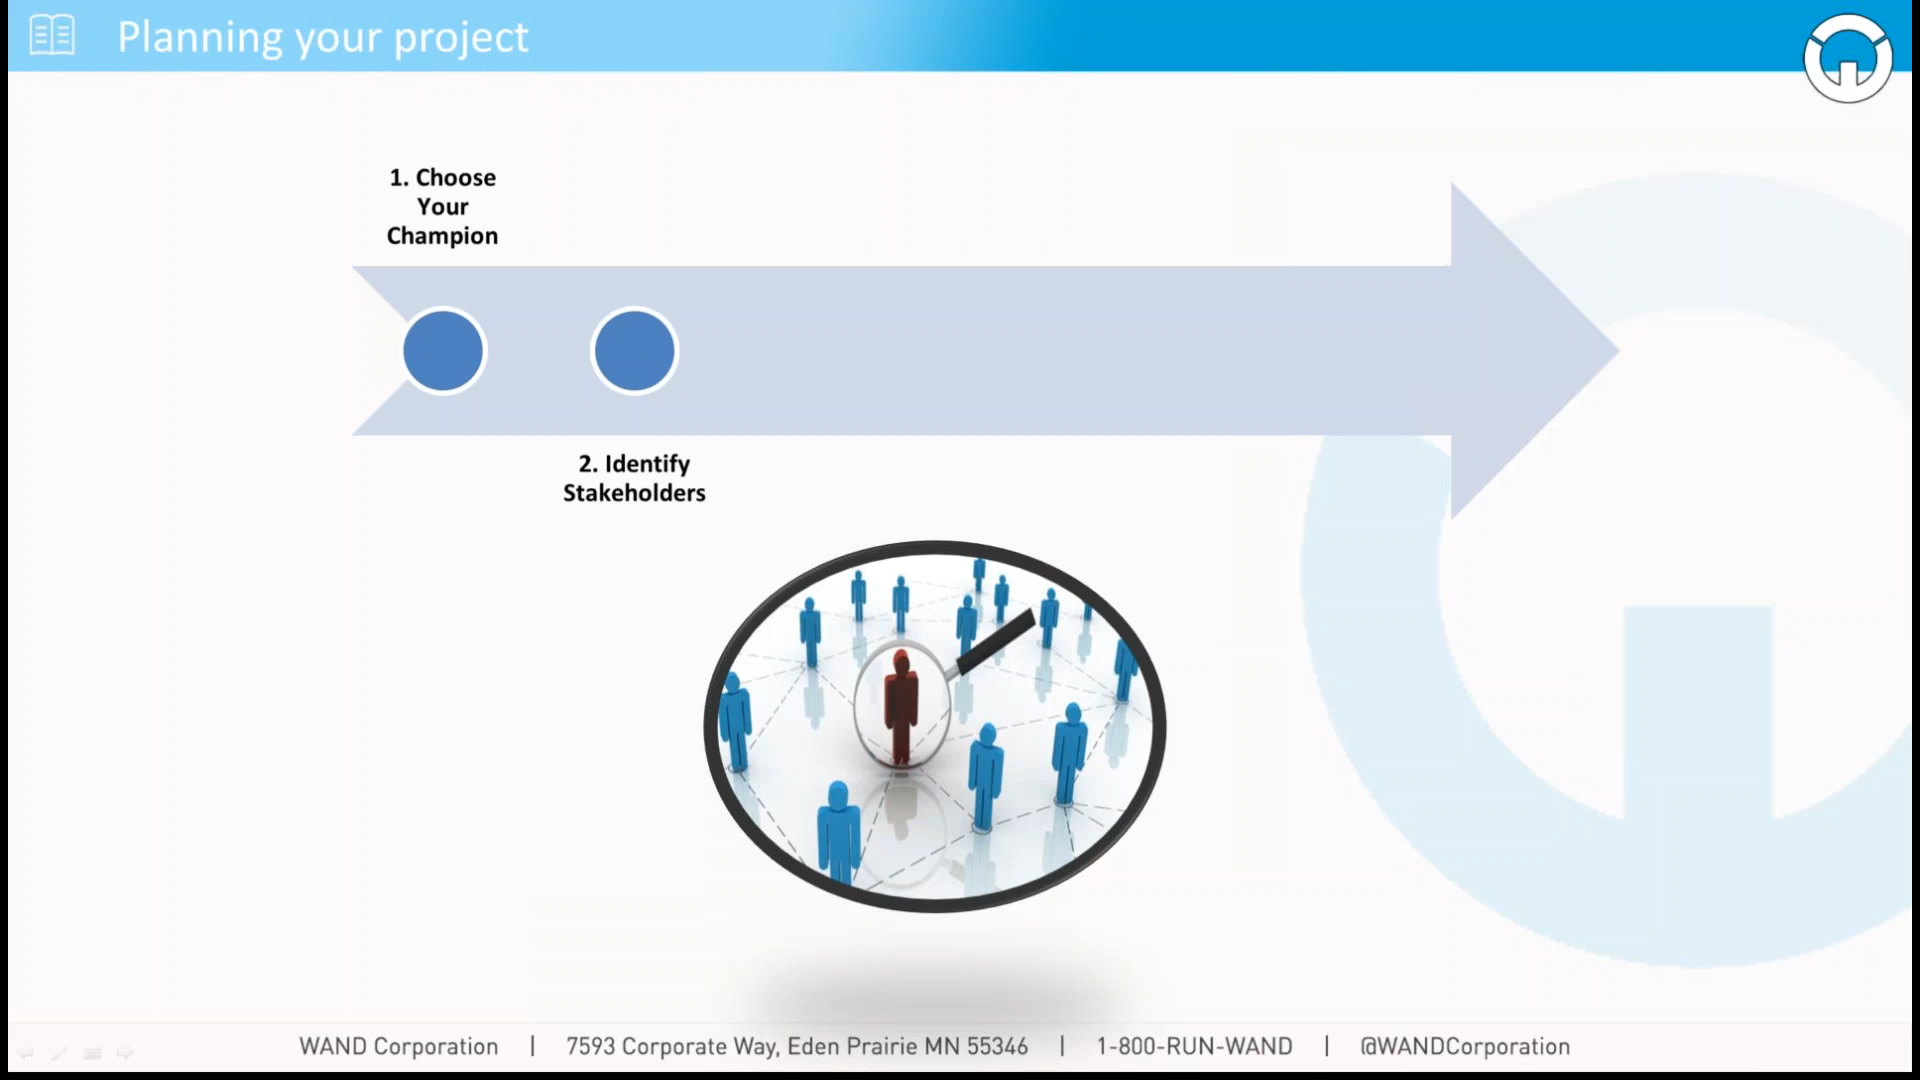 Planning your project
1. Choose
Your
Champion
2. Identify
Stakeholders
WAND Corporation | 7593 Corporate Way, Eden Prairie MN 55346 | 1-800-RUN-WAND | @WANDCorporation